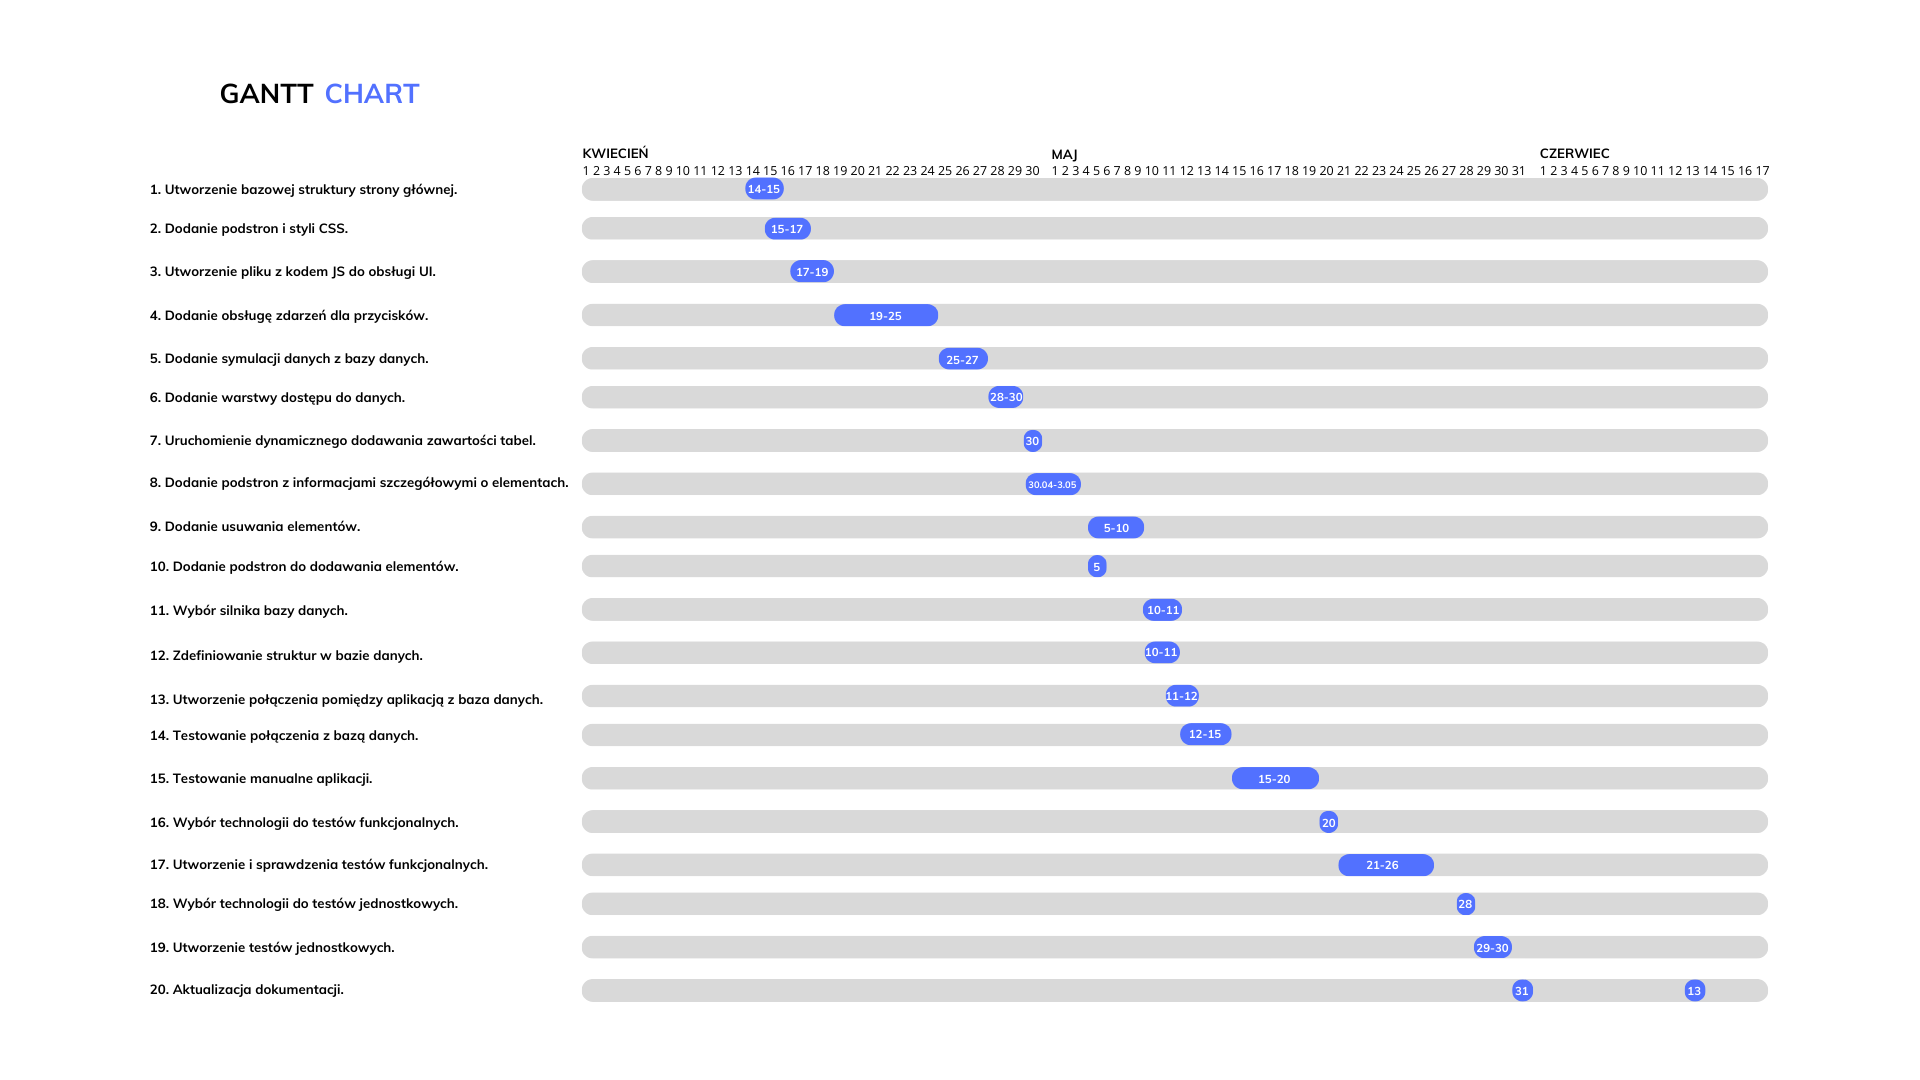 GANTT CHART
KWIECIEŃ MAJ CZERWIEC
1 2 3 4 5 6 7 8 9 10 11 12 13 14 15 16 17 18 19 20 21 22 23 24 25 26 27 28 29 30 1 2 3 4 5 6 7 8 9 10 11 12 13 14 15 16 17 18 19 20 21 22 23 24 25 26 27 28 29 30 31 1 2 3 4 5 6 7 8 9 10 11 12 13 14 15 16 17
1. Utworzenie bazowej struktury strony głównej. 14-15
2. Dodanie podstron i styli CSS. 15-17
3. Utworzenie pliku z kodem JS do obsługi UI. 17-19
4. Dodanie obsługę zdarzeń dla przycisków. 19-25
5. Dodanie symulacji danych z bazy danych. 25-27
6. Dodanie warstwy dostępu do danych. 28-30
7. Uruchomienie dynamicznego dodawania zawartości tabel. 30
8. Dodanie podstron z informacjami szczegółowymi o elementach. 30.04-3.05
9. Dodanie usuwania elementów. 5-10
10. Dodanie podstron do dodawania elementów. 5
11. Wybór silnika bazy danych. 10-11
12. Zdefiniowanie struktur w bazie danych. 10-11
13. Utworzenie połączenia pomiędzy aplikacją z baza danych. 11-12
14. Testowanie połączenia z bazą danych. 12-15
15. Testowanie manualne aplikacji. 15-20
16. Wybór technologii do testów funkcjonalnych. 20
17. Utworzenie i sprawdzenia testów funkcjonalnych. 21-26
18. Wybór technologii do testów jednostkowych. 28
19. Utworzenie testów jednostkowych. 29-30
20. Aktualizacja dokumentacji. 31 13